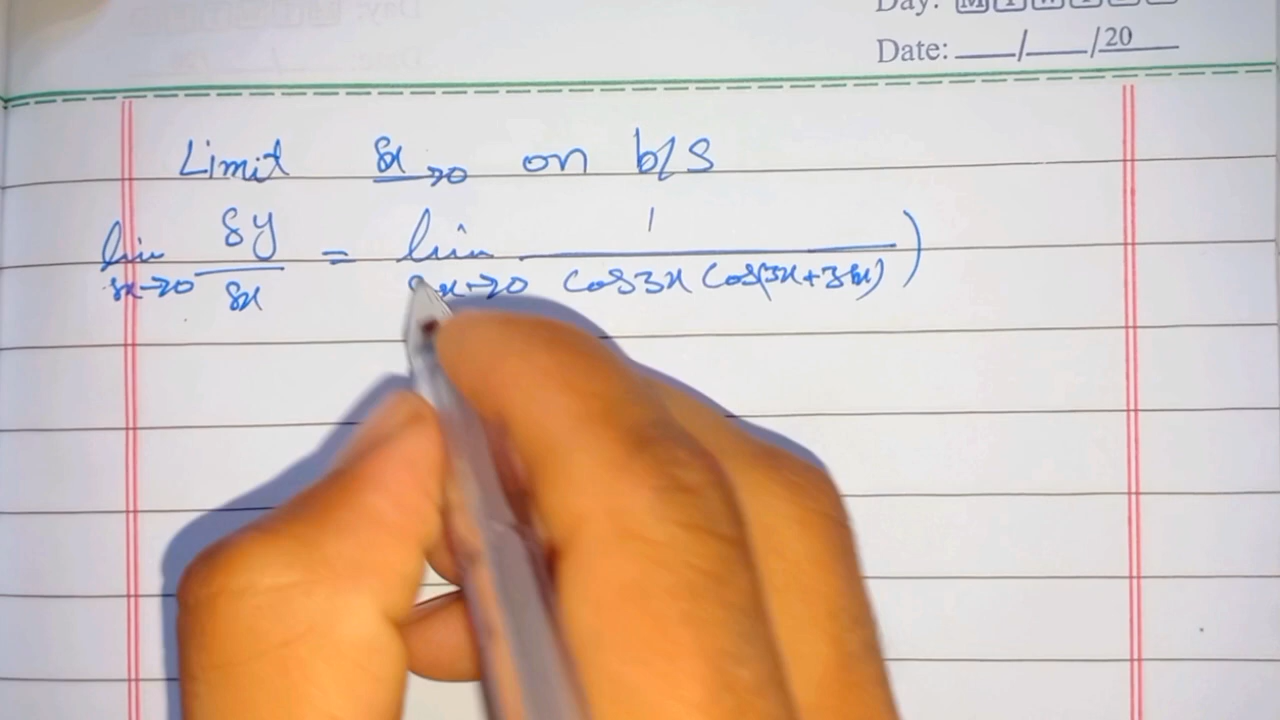 Day: M T W T
Date: ___/___/20
Limit δx→0 on b/s
lim δx→0 δy/δx = lim δx→0 1/(cos3x cos(3x+3δx))